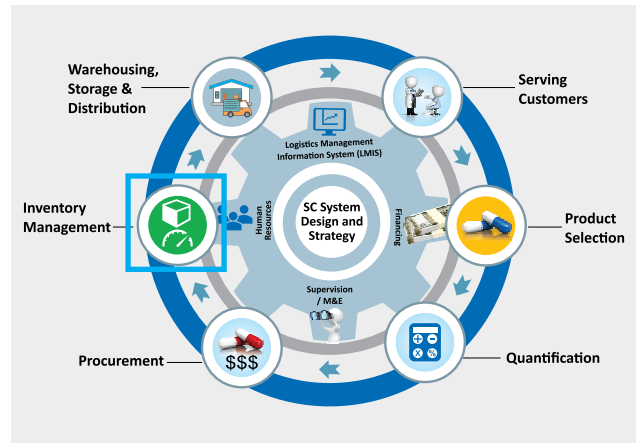 Warehousing,
Storage &
Distribution
Serving
Customers
Logistics Management
Information System (LMIS)
Inventory
Management
Human
Resources
SC System
Design and
Strategy
Financing
Product
Selection
Supervision
/ M&E
Procurement
$$$
+ −
x %
Quantification